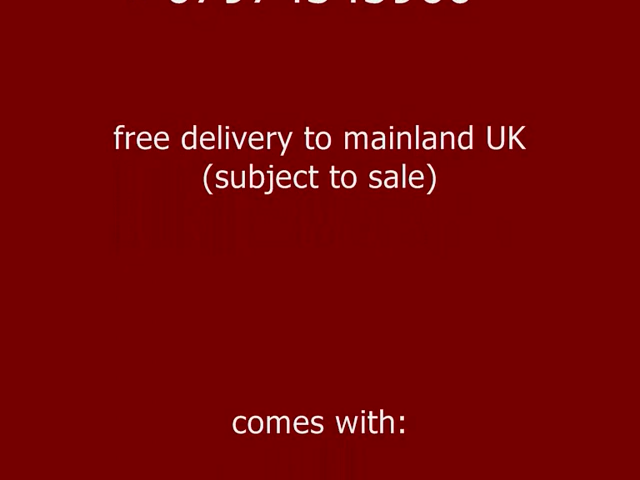 free delivery to mainland UK
(subject to sale)
comes with: